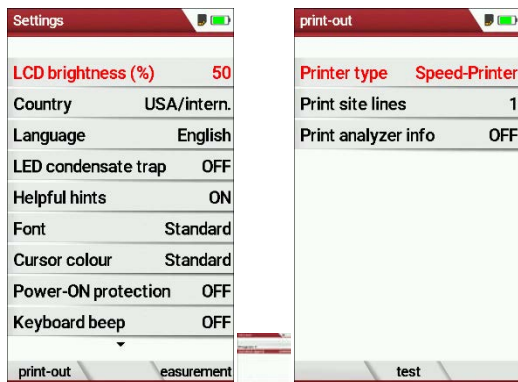 Settings
LCD brightness (%) 50
Country USA/intern.
Language English
LED condensate trap OFF
Helpful hints ON
Font Standard
Cursor colour Standard
Power-ON protection OFF
Keyboard beep OFF
print-out easurement
print-out
Printer type Speed-Printer
Print site lines 1
Print analyzer info OFF
test